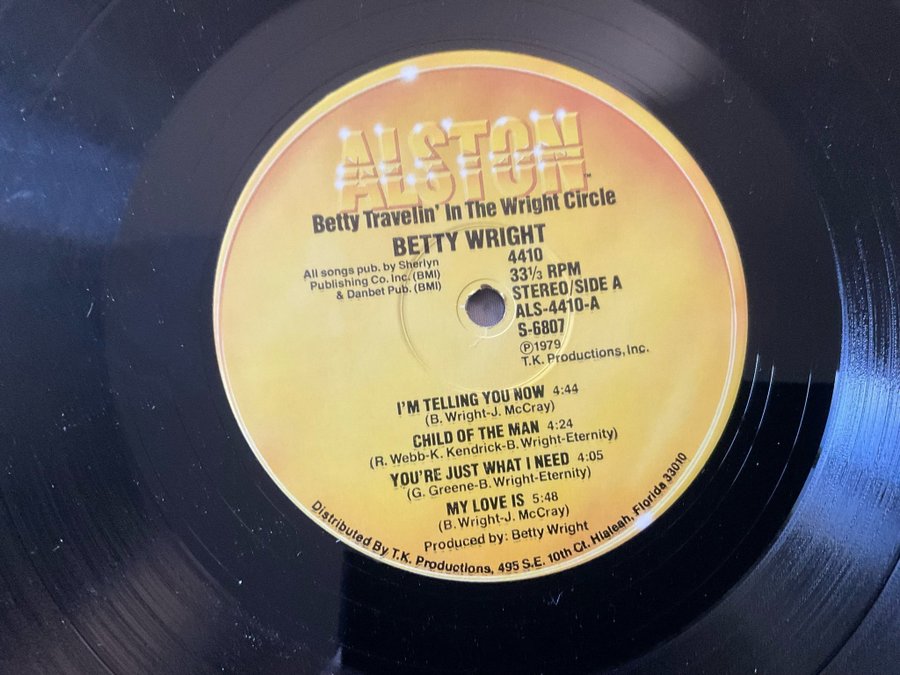 ALSTON
Betty Travelin' In The Wright Circle
BETTY WRIGHT
All songs pub. by Sherlyn
Publishing Co. Inc. (BMI)
& Danbet Pub. (BMI)
4410
33 1/3 RPM
STEREO/SIDE A
ALS-4410-A
S-6807
Ⓟ1979
T.K. Productions, Inc.
I'M TELLING YOU NOW 4:44
(B. Wright-J. McCray)
CHILD OF THE MAN 4:24
(R. Webb-K. Kendrick-B. Wright-Eternity)
YOU'RE JUST WHAT I NEED 4:05
(G. Greene-B. Wright-Eternity)
MY LOVE IS 5:48
(B. Wright-J. McCray)
Produced by: Betty Wright
Distributed By T.K. Productions, 495 S.E. 10th Ct. Hialeah, Florida 33010